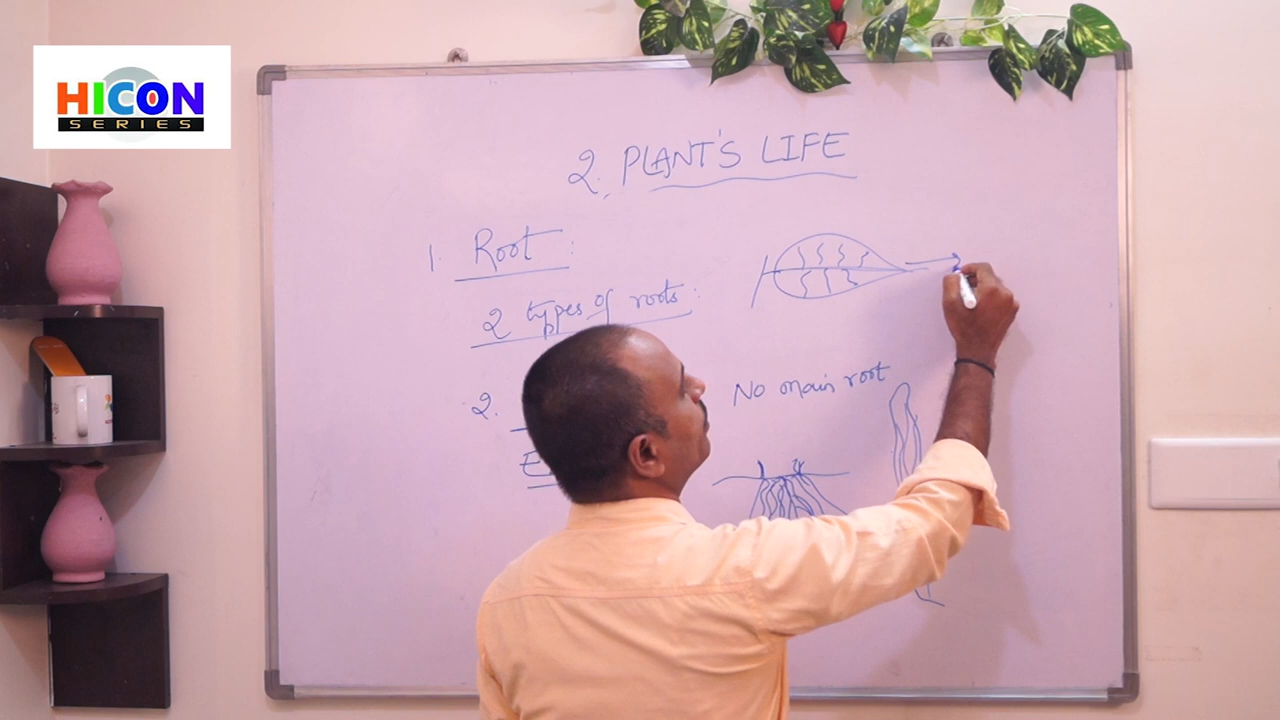 HICON
SERIES
2. PLANT'S LIFE
1. Root :
2 types of roots :
2.
No main root